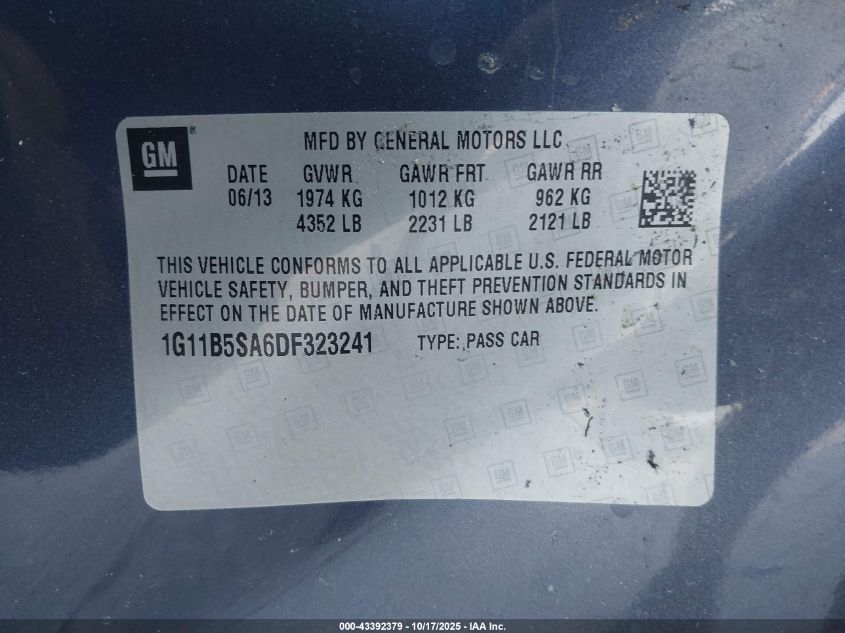 GM ®
MFD BY GENERAL MOTORS LLC
DATE GVWR GAWR FRT GAWR RR
06/13 1974 KG 1012 KG 962 KG
4352 LB 2231 LB 2121 LB
THIS VEHICLE CONFORMS TO ALL APPLICABLE U.S. FEDERAL MOTOR
VEHICLE SAFETY, BUMPER, AND THEFT PREVENTION STANDARDS IN
EFFECT ON THE DATE OF MANUFACTURE SHOWN ABOVE.
1G11B5SA6DF323241 TYPE: PASS CAR
000-43392379 - 10/17/2025 - IAA Inc.